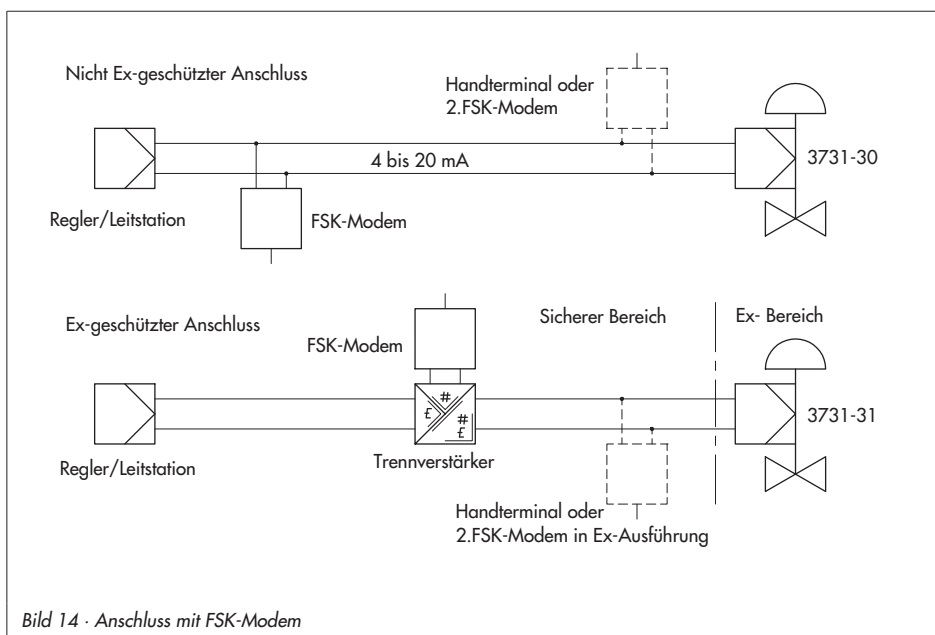 Nicht Ex-geschützter Anschluss
Handterminal oder
2.FSK-Modem
4 bis 20 mA
3731-30
Regler/Leitstation
FSK-Modem
Ex-geschützter Anschluss
FSK-Modem
Sicherer Bereich
Ex- Bereich
3731-31
Regler/Leitstation
Trennverstärker
Handterminal oder
2.FSK-Modem in Ex-Ausführung
Bild 14 · Anschluss mit FSK-Modem